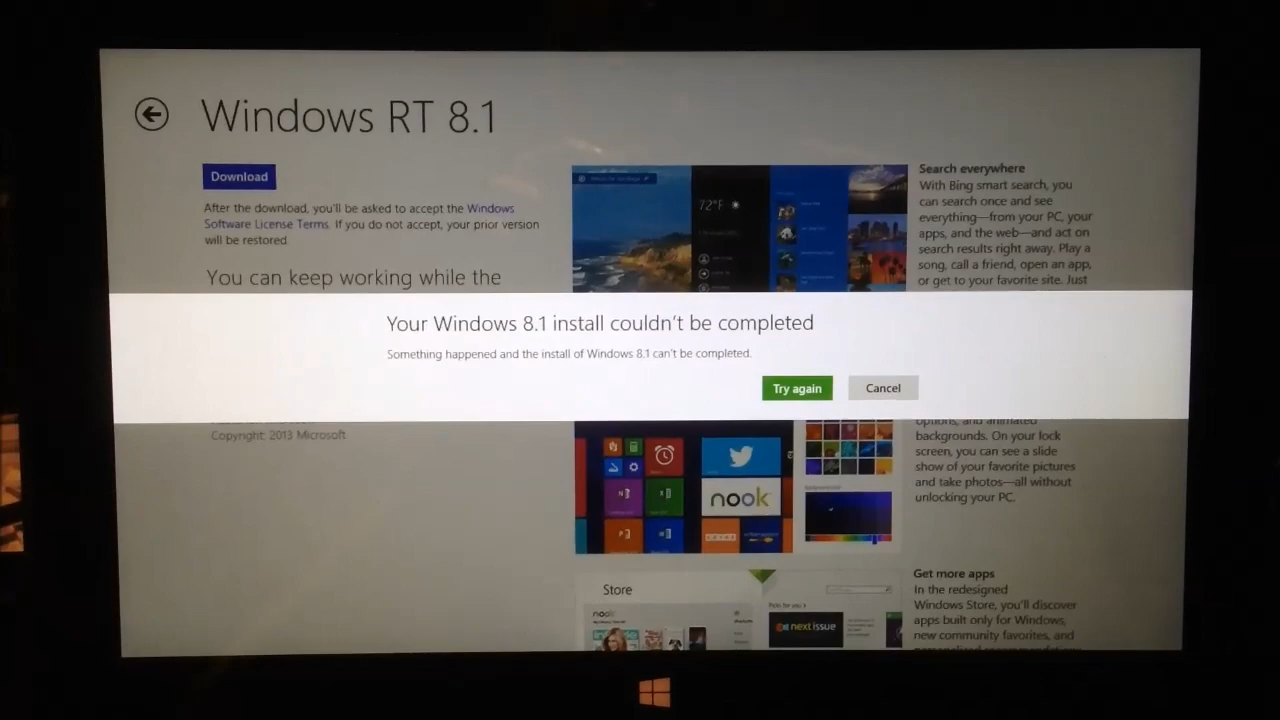 Windows RT 8.1
Download
After the download, you'll be asked to accept the Windows
Software License Terms. If you do not accept, your prior version
will be restored.
You can keep working while the
Search everywhere
With Bing smart search, you
can search once and see
everything—from your PC, your
apps, and the web—and act on
search results right away. Play a
song, call a friend, open an app,
or get to your favorite site. Just
72°F
Your Windows 8.1 install couldn't be completed
Something happened and the install of Windows 8.1 can't be completed.
Try again
Cancel
Copyright: 2013 Microsoft
nook
options, and animated
backgrounds. On your lock
screen, you can see a slide
show of your favorite pictures
and take photos—all without
unlocking your PC.
Store
nook
next issue
Get more apps
In the redesigned
Windows Store, you'll discover
apps built only for Windows,
new community favorites, and
personalized recommendations